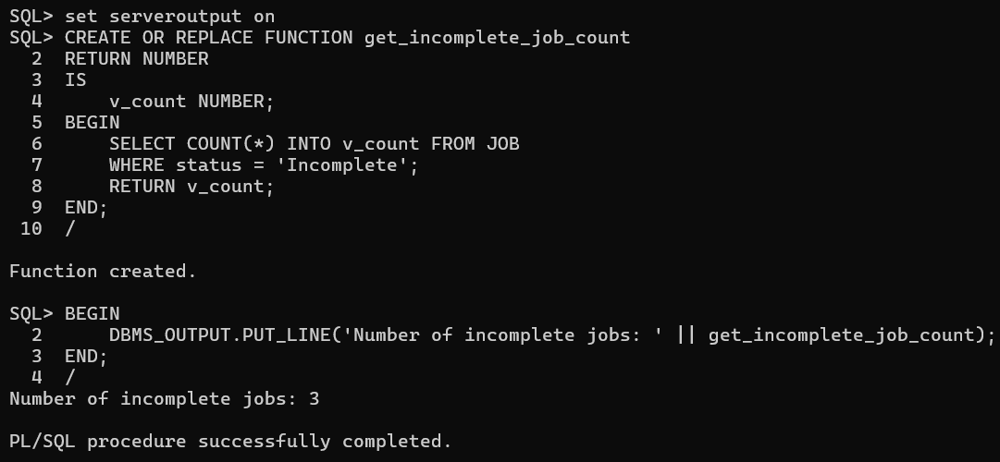 SQL> set serveroutput on
SQL> CREATE OR REPLACE FUNCTION get_incomplete_job_count
  2  RETURN NUMBER
  3  IS
  4      v_count NUMBER;
  5  BEGIN
  6      SELECT COUNT(*) INTO v_count FROM JOB
  7      WHERE status = 'Incomplete';
  8      RETURN v_count;
  9  END;
 10  /

Function created.

SQL> BEGIN
  2      DBMS_OUTPUT.PUT_LINE('Number of incomplete jobs: ' || get_incomplete_job_count);
  3  END;
  4  /
Number of incomplete jobs: 3

PL/SQL procedure successfully completed.